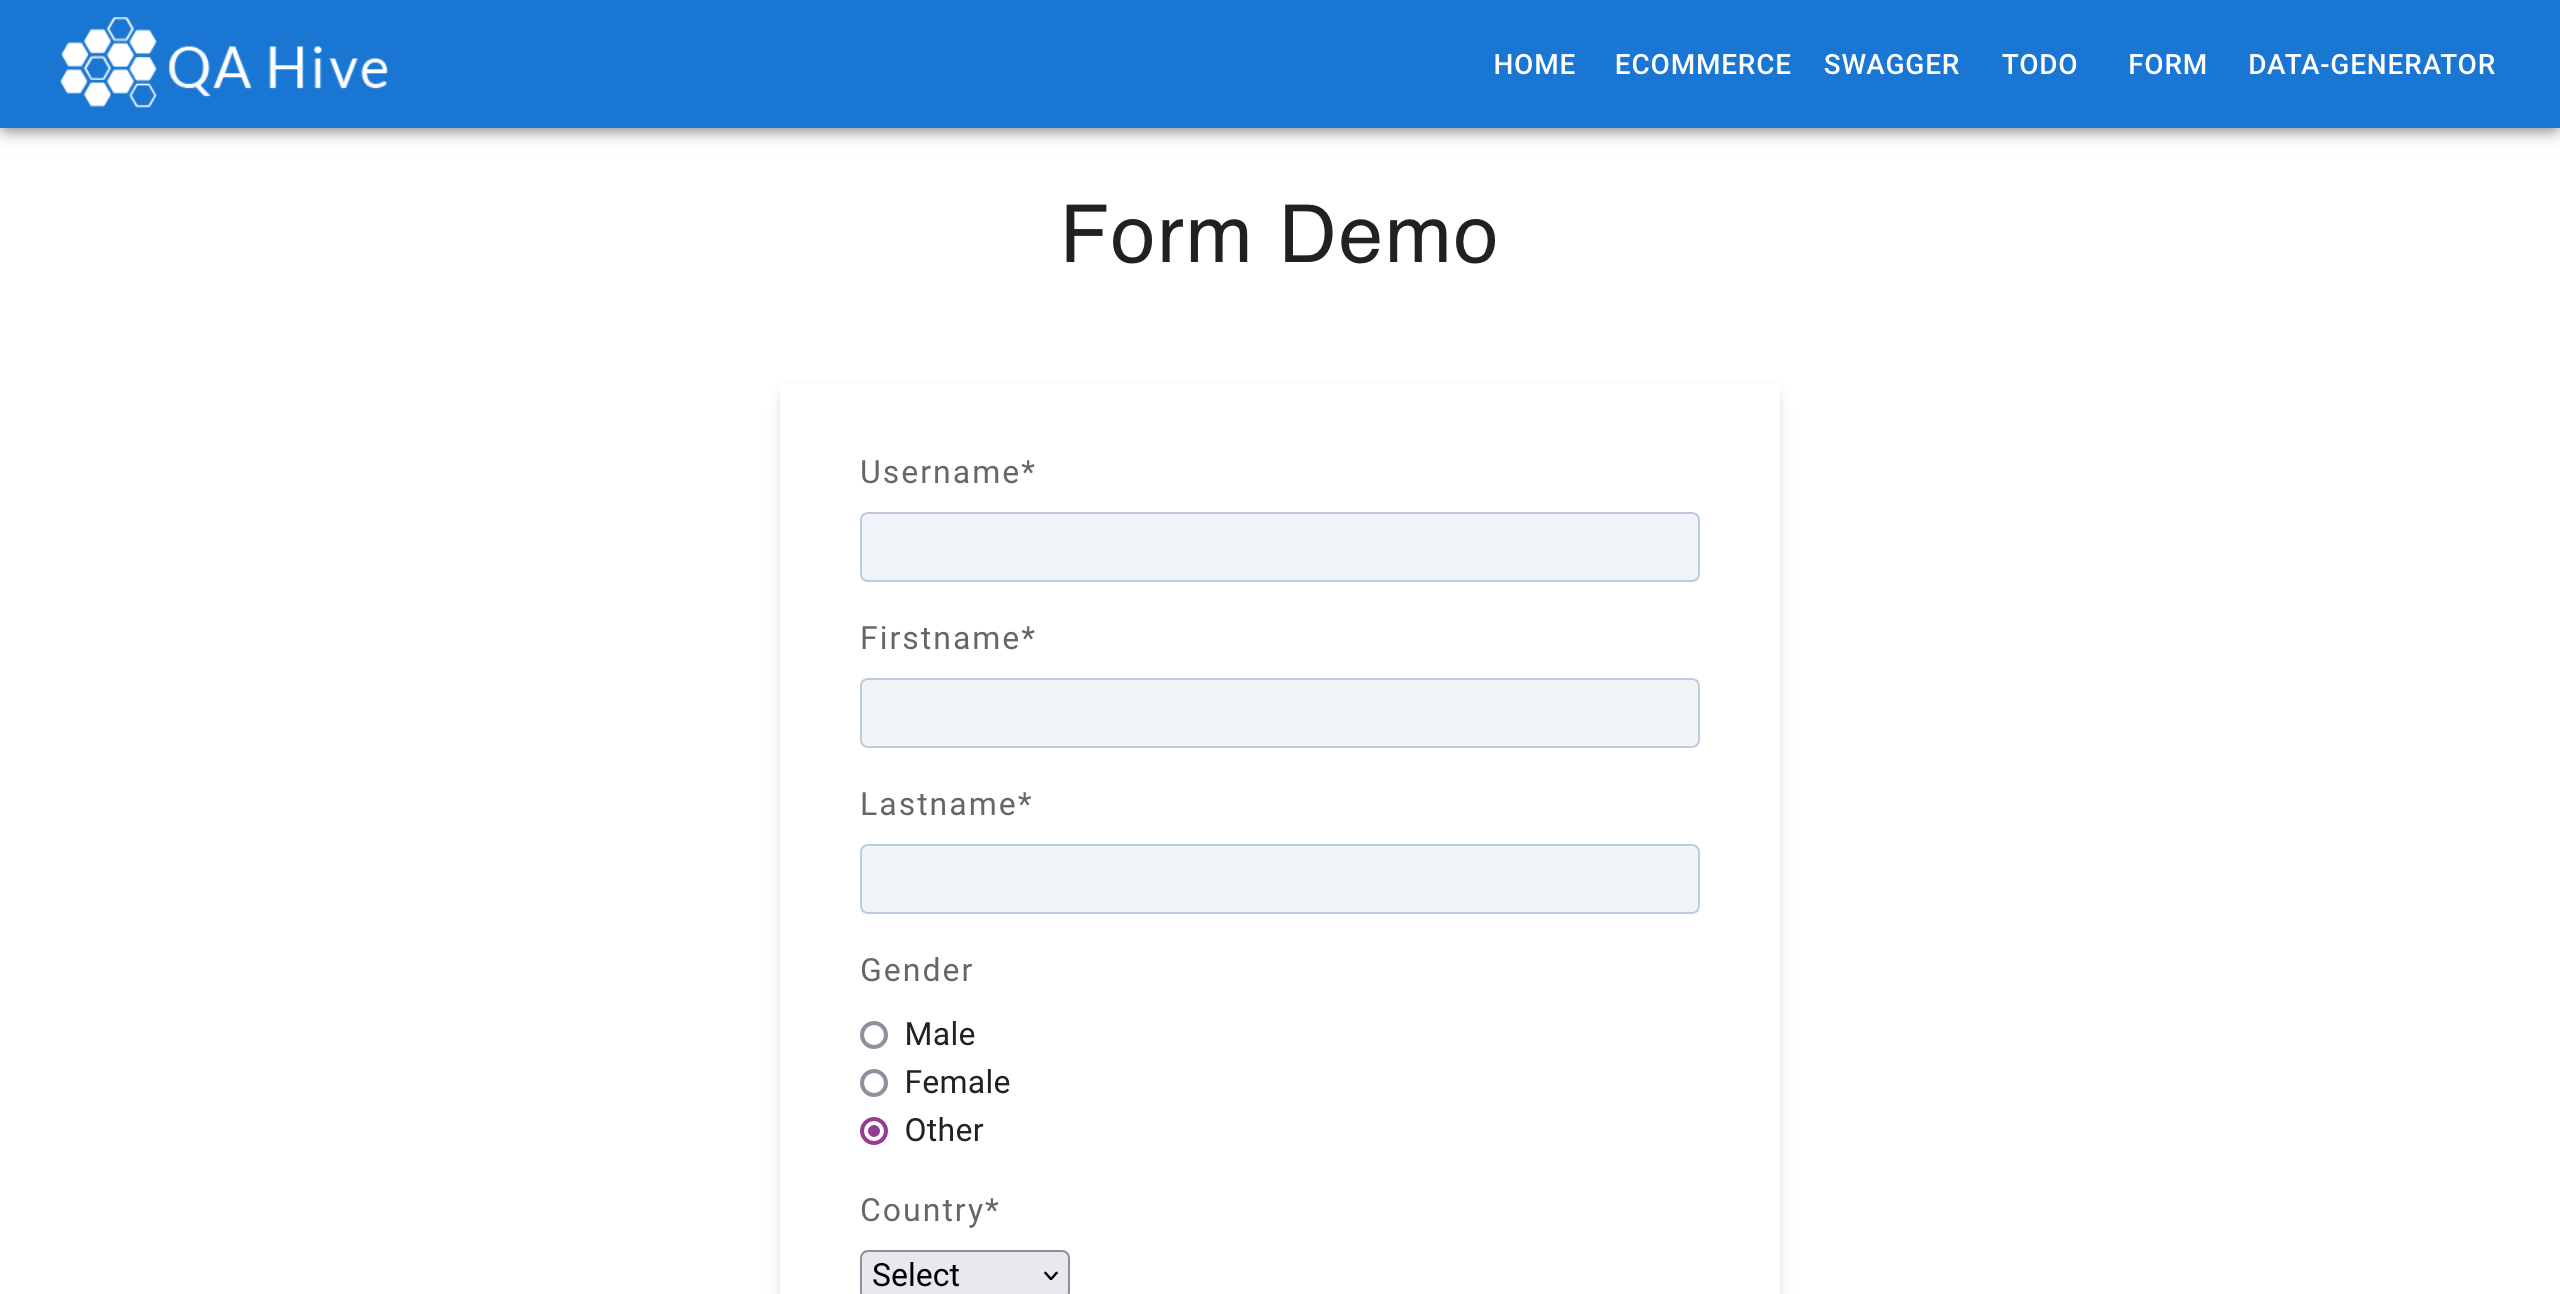 QA Hive
HOME ECOMMERCE SWAGGER TODO FORM DATA-GENERATOR
Form Demo
Username*
Firstname*
Lastname*
Gender
Male
Female
Other
Country*
Select